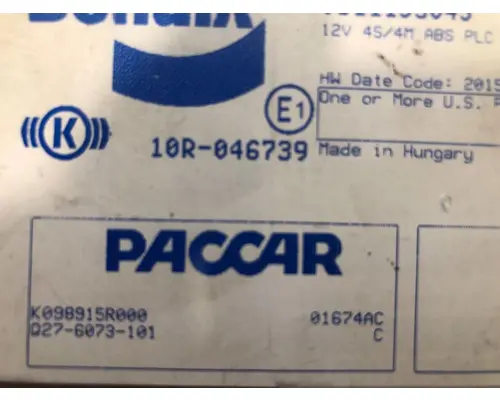 Bendix
12V 4S/4M ABS PLC
HW Date Code: 2015
One or More U.S.
E1
K
10R-046739
Made in Hungary
PACCAR
K098915R000
01674AC
Q27-6073-101
C